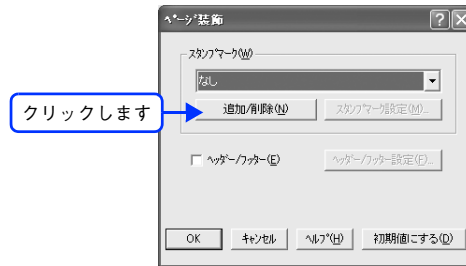 ﾍﾟｰｼﾞ装飾
ｽﾀﾝﾌﾟﾏｰｸ(W)
なし
クリックします
追加/削除(N)
ｽﾀﾝﾌﾟﾏｰｸ設定(M)...
ﾍｯﾀﾞｰ/ﾌｯﾀｰ(E)
ﾍｯﾀﾞｰ/ﾌｯﾀｰ設定(F)...
OK
ｷｬﾝｾﾙ
ﾍﾙﾌﾟ(H)
初期値にする(D)